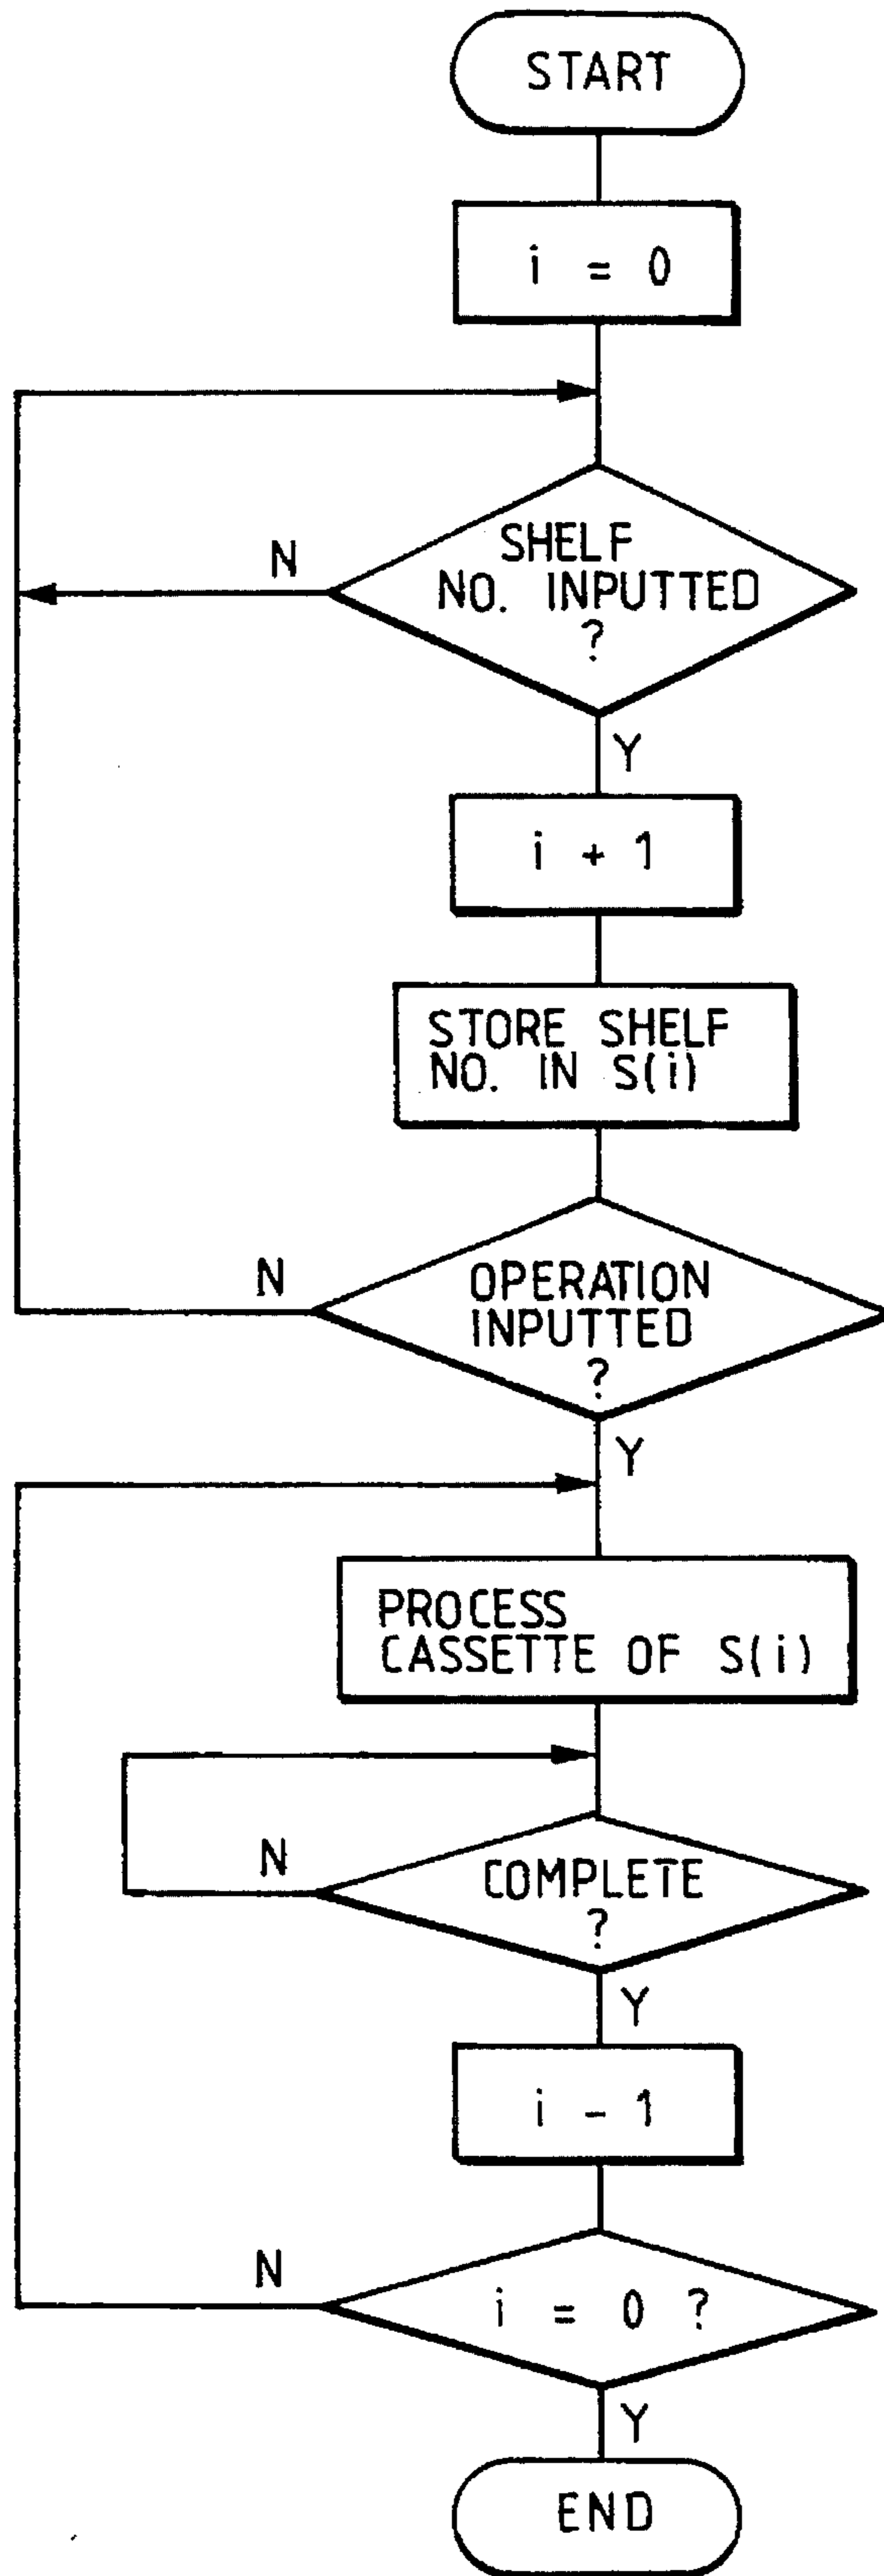 START
i = 0
SHELF
NO. INPUTTED
?
N
Y
i + 1
STORE SHELF
NO. IN S(i)
OPERATION
INPUTTED
?
N
Y
PROCESS
CASSETTE OF S(i)
COMPLETE
?
N
Y
i - 1
i = 0 ?
N
Y
END